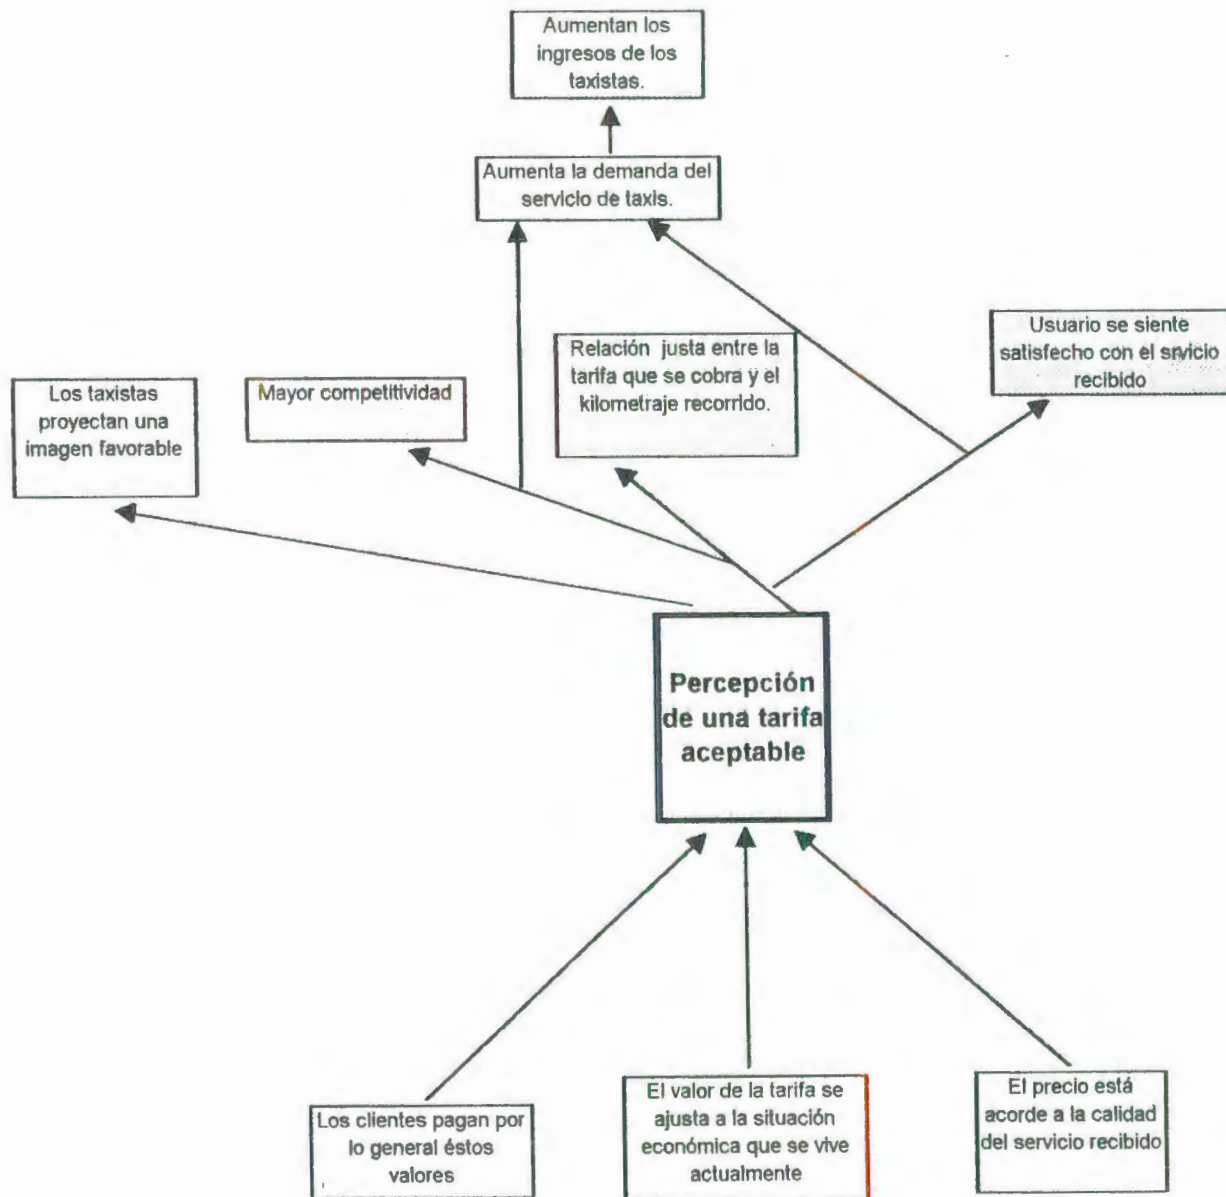 Aumentan los
ingresos de los
taxistas.
Aumenta la demanda del
servicio de taxis.
Usuario se siente
satisfecho con el srvicio
recibido
Relación justa entre la
tarifa que se cobra y el
kilometraje recorrido.
Mayor competitividad
Los taxistas
proyectan una
imagen favorable
Percepción
de una tarifa
aceptable
Los clientes pagan por
lo general éstos
valores
El valor de la tarifa se
ajusta a la situación
económica que se vive
actualmente
El precio está
acorde a la calidad
del servicio recibido